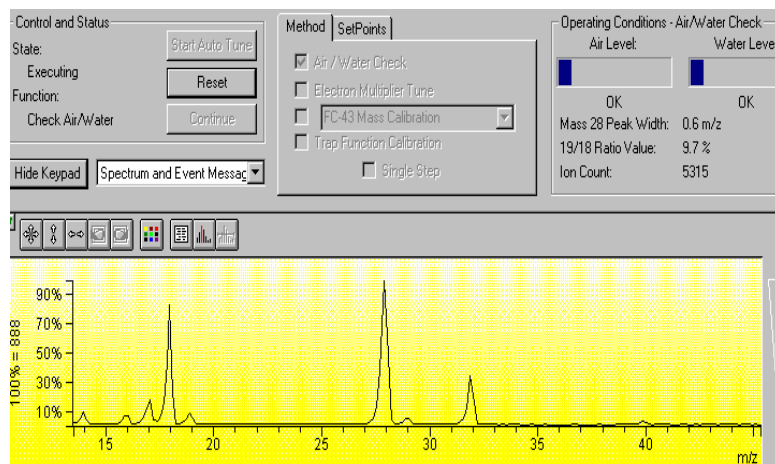 Control and Status
State:
Executing
Function:
Check Air/Water
Start Auto Tune
Reset
Continue
Hide Keypad
Spectrum and Event Messag
Method
SetPoints
Air / Water Check
Electron Multiplier Tune
FC-43 Mass Calibration
Trap Function Calibration
Single Step
Operating Conditions - Air/Water Check
Air Level:
Water Leve
OK
OK
Mass 28 Peak Width: 0.6 m/z
19/18 Ratio Value: 9.7 %
Ion Count: 5315
100% = 888
90%
70%
50%
30%
10%
15 20 25 30 35 40
m/z